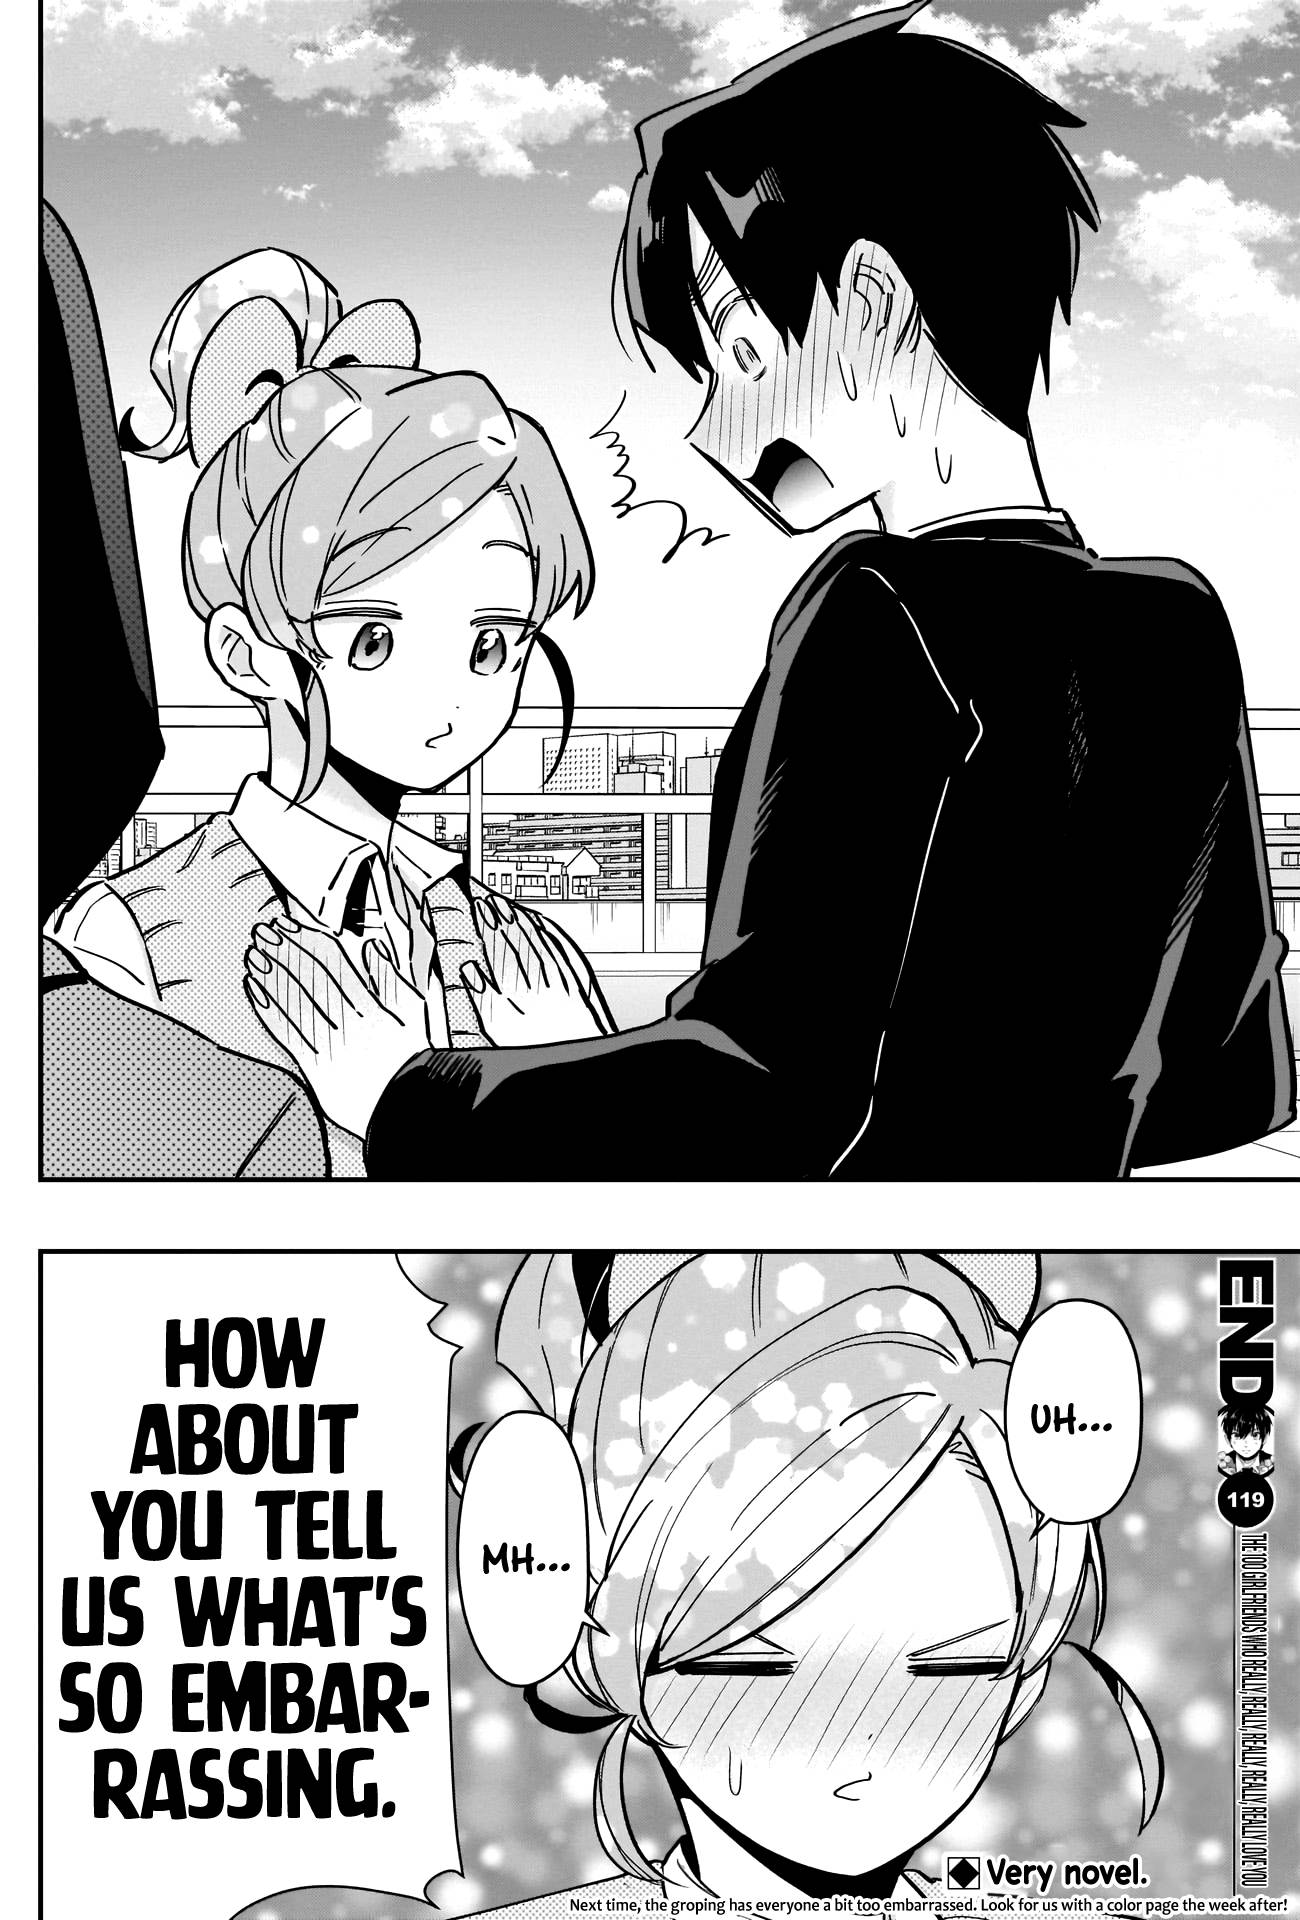 UH...
MH...
HOW
ABOUT
YOU TELL
US WHAT'S
SO EMBAR-
RASSING.
END
119
THE 100 GIRLFRIENDS WHO REALLY, REALLY, REALLY, REALLY, REALLY LOVE YOU
Very novel.
Next time, the groping has everyone a bit too embarrassed. Look for us with a color page the week after!